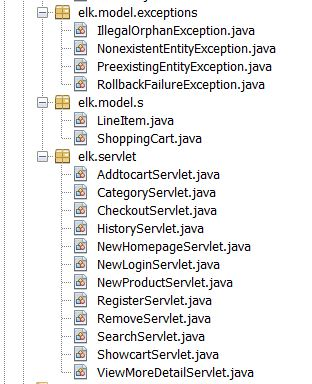 elk.model.exceptions
IllegalOrphanException.java
NonexistentEntityException.java
PreexistingEntityException.java
RollbackFailureException.java
elk.model.s
LineItem.java
ShoppingCart.java
elk.servlet
AddtocartServlet.java
CategoryServlet.java
CheckoutServlet.java
HistoryServlet.java
NewHomepageServlet.java
NewLoginServlet.java
NewProductServlet.java
RegisterServlet.java
RemoveServlet.java
SearchServlet.java
ShowcartServlet.java
ViewMoreDetailServlet.java